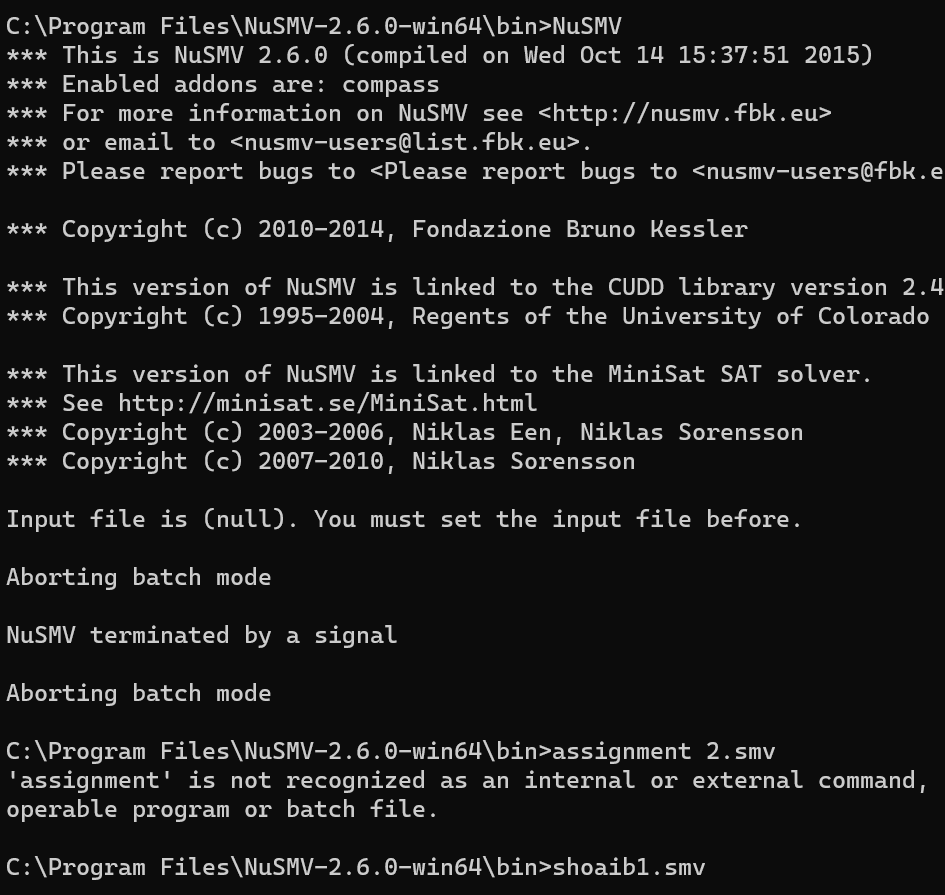 C:\Program Files\NuSMV-2.6.0-win64\bin>NuSMV
*** This is NuSMV 2.6.0 (compiled on Wed Oct 14 15:37:51 2015)
*** Enabled addons are: compass
*** For more information on NuSMV see <http://nusmv.fbk.eu>
*** or email to <nusmv-users@list.fbk.eu>.
*** Please report bugs to <Please report bugs to <nusmv-users@fbk.e
*** Copyright (c) 2010-2014, Fondazione Bruno Kessler
*** This version of NuSMV is linked to the CUDD library version 2.4
*** Copyright (c) 1995-2004, Regents of the University of Colorado
*** This version of NuSMV is linked to the MiniSat SAT solver.
*** See http://minisat.se/MiniSat.html
*** Copyright (c) 2003-2006, Niklas Een, Niklas Sorensson
*** Copyright (c) 2007-2010, Niklas Sorensson
Input file is (null). You must set the input file before.
Aborting batch mode
NuSMV terminated by a signal
Aborting batch mode
C:\Program Files\NuSMV-2.6.0-win64\bin>assignment 2.smv
'assignment' is not recognized as an internal or external command,
operable program or batch file.
C:\Program Files\NuSMV-2.6.0-win64\bin>shoaib1.smv